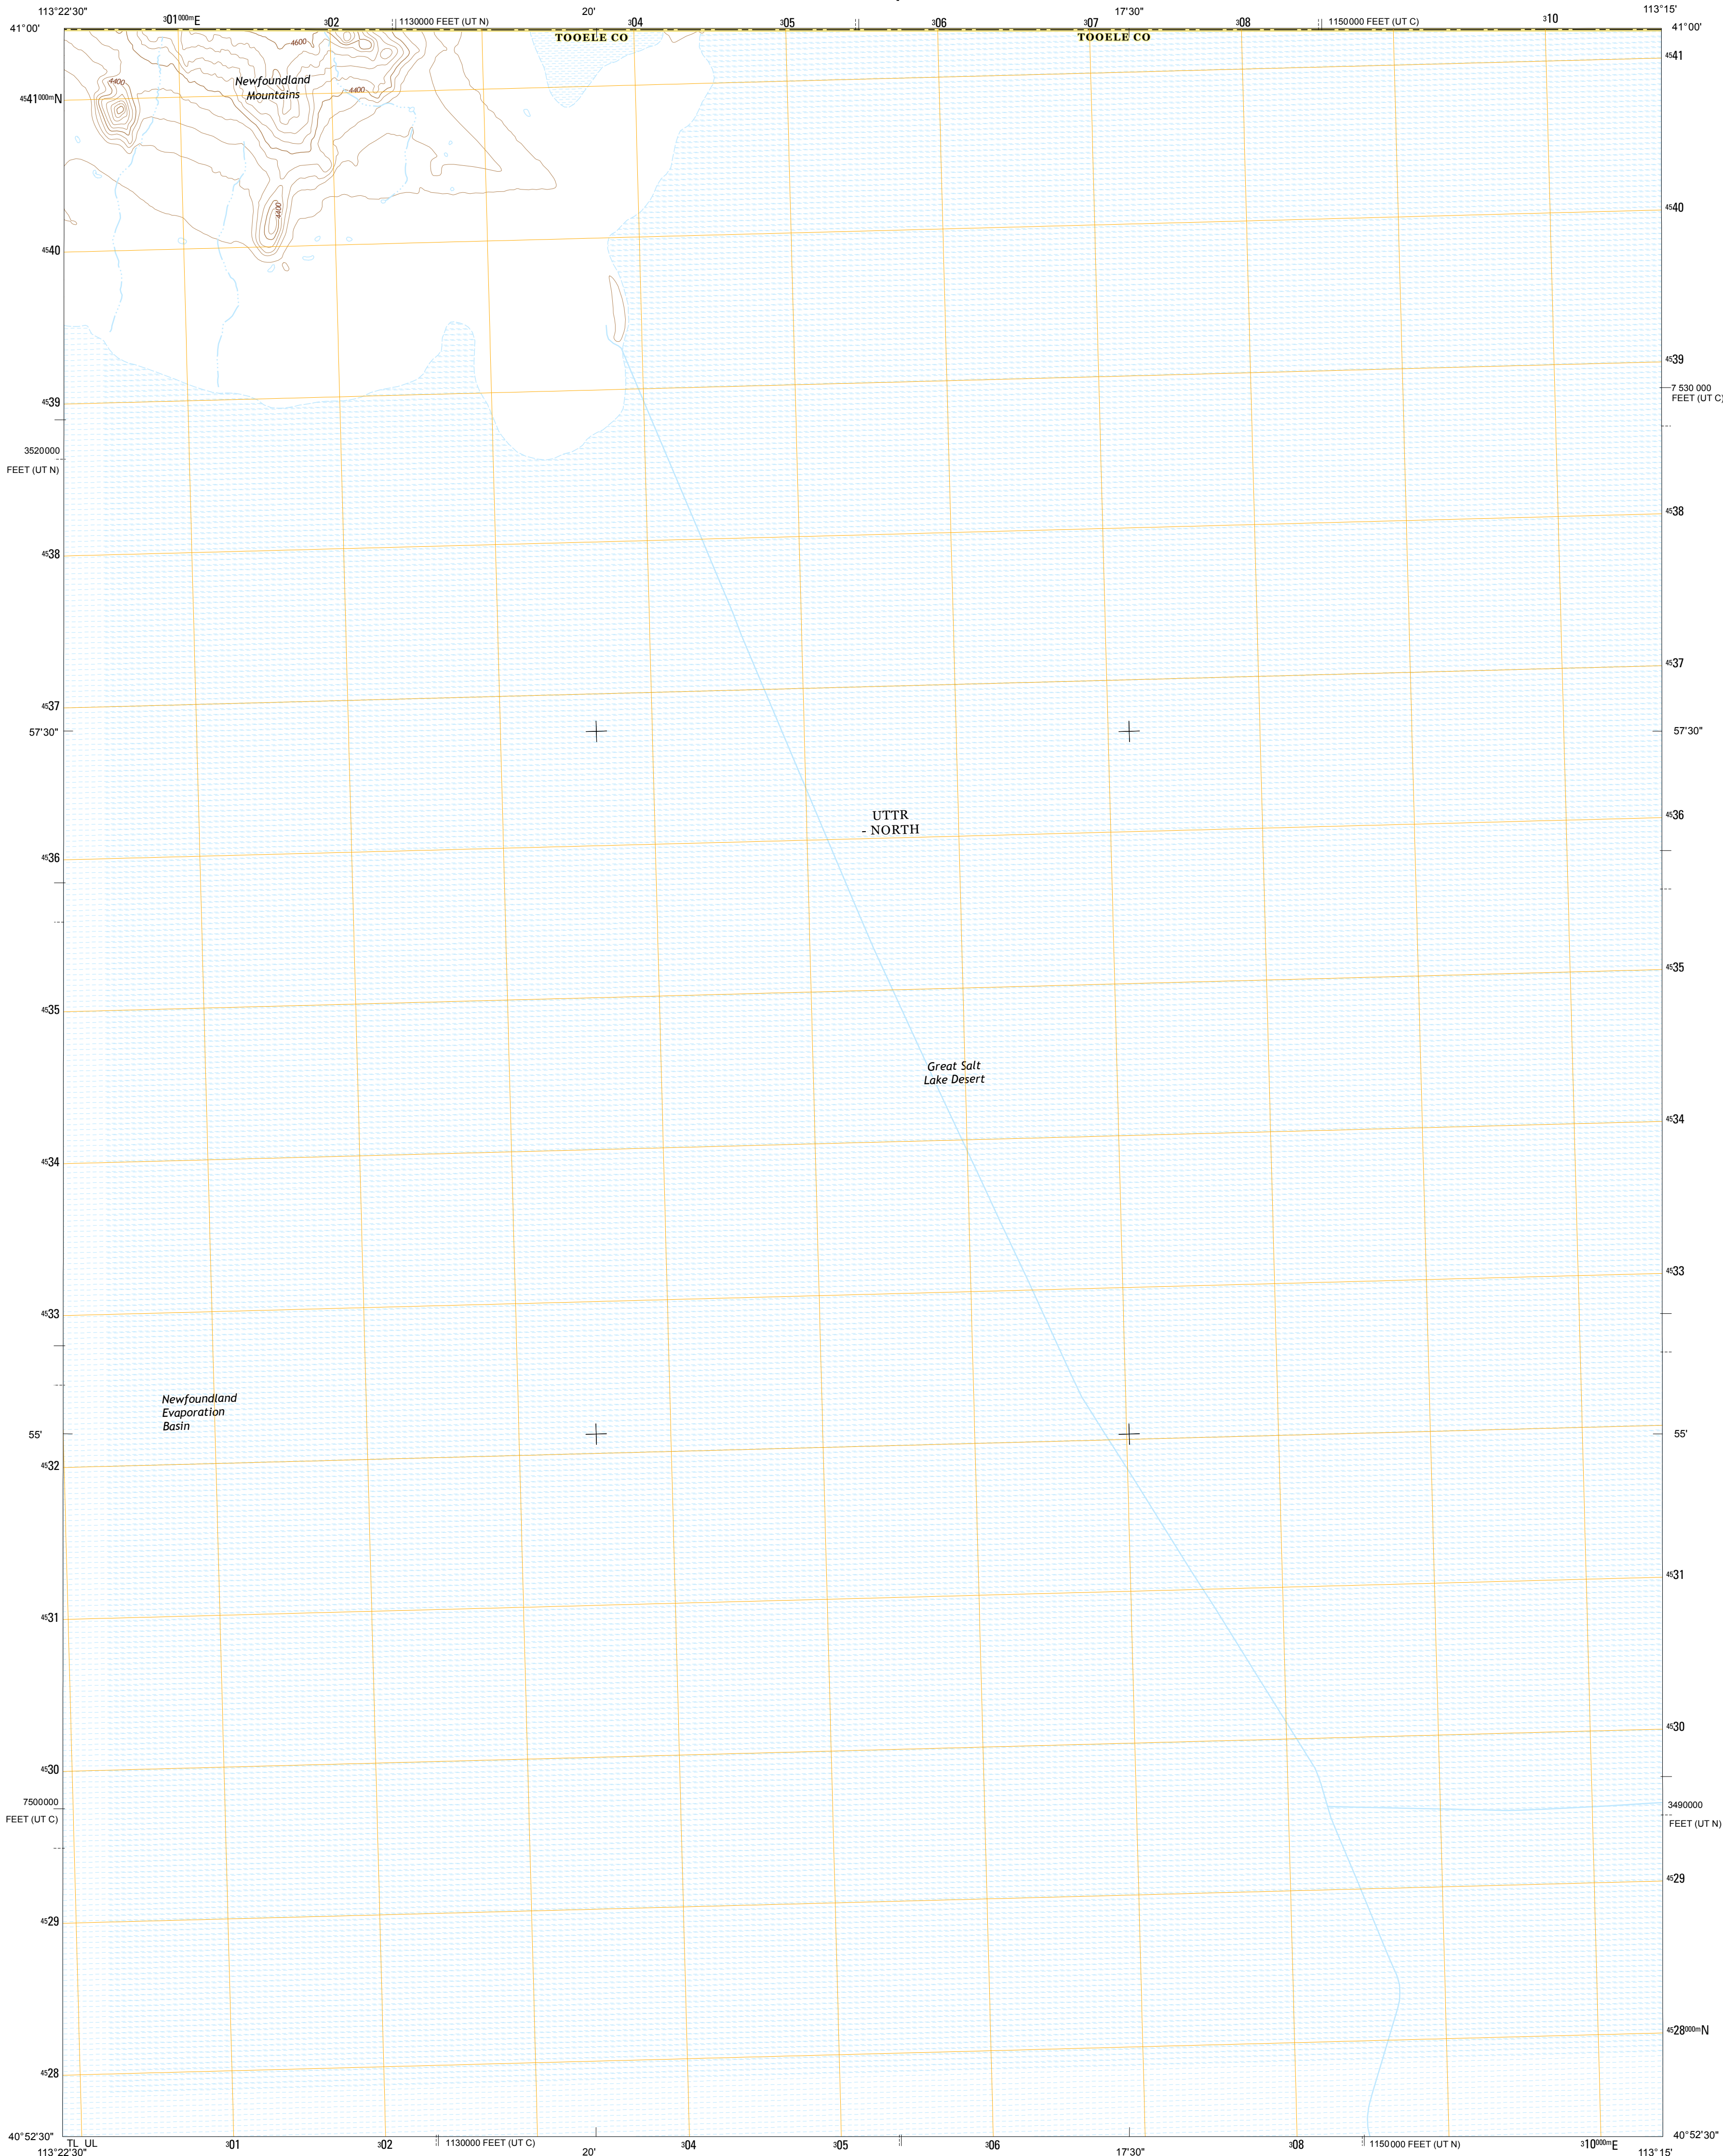 113°22'30" 301000mE 302 1130000 FEET (UT N) 20' 304 305 306 307 17'30" 308 1150000 FEET (UT C) 310 113°15'
41°00' TOOELE CO TOOELE CO 41°00'
4541
4600
Newfoundland
Mountains
4400
4400
4541000mN
4540
4400
4540
4539
7 530 000
FEET (UT C)
4539
3520000
FEET (UT N)
4538
4538
4537
4537
57'30" 57'30"
UTTR
- NORTH
4536
4536
4535
4535
Great Salt
Lake Desert
4534
4534
4533
4533
Newfoundland
Evaporation
Basin
55' 55'
4532
4531
4531
4530
4530
7500000
FEET (UT C)
3490000
FEET (UT N)
4529
4529
4528000mN
4528
40°52'30" 40°52'30"
TL UL
113°22'30" 301 302 1130000 FEET (UT C) 20' 304 305 306 17'30" 308 1150000 FEET (UT N) 310000mE 113°15'